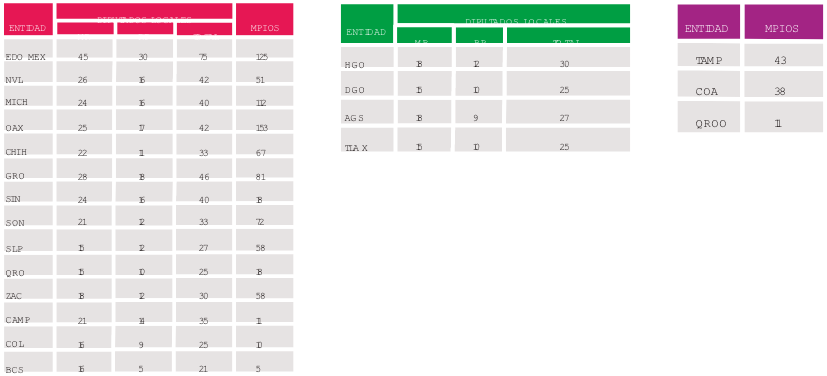 DIPUTADOS LOCALES
ENTIDAD MPIOS
EDO MEX 45 30 75 125
NVL 26 16 42 51
MICH 24 16 40 112
OAX 25 17 42 153
CHIH 22 11 33 67
GRO 28 18 46 81
SIN 24 16 40 18
SON 21 12 33 72
SLP 15 12 27 58
QRO 15 10 25 18
ZAC 18 12 30 58
CAMP 21 14 35 11
COL 16 9 25 10
BCS 16 5 21 5
DIPUTADOS LOCALES
ENTIDAD
MR RP TOTAL
HGO 18 12 30
DGO 15 10 25
AGS 18 9 27
TLAX 15 10 25
ENTIDAD MPIOS
TAMP 43
COA 38
QROO 11